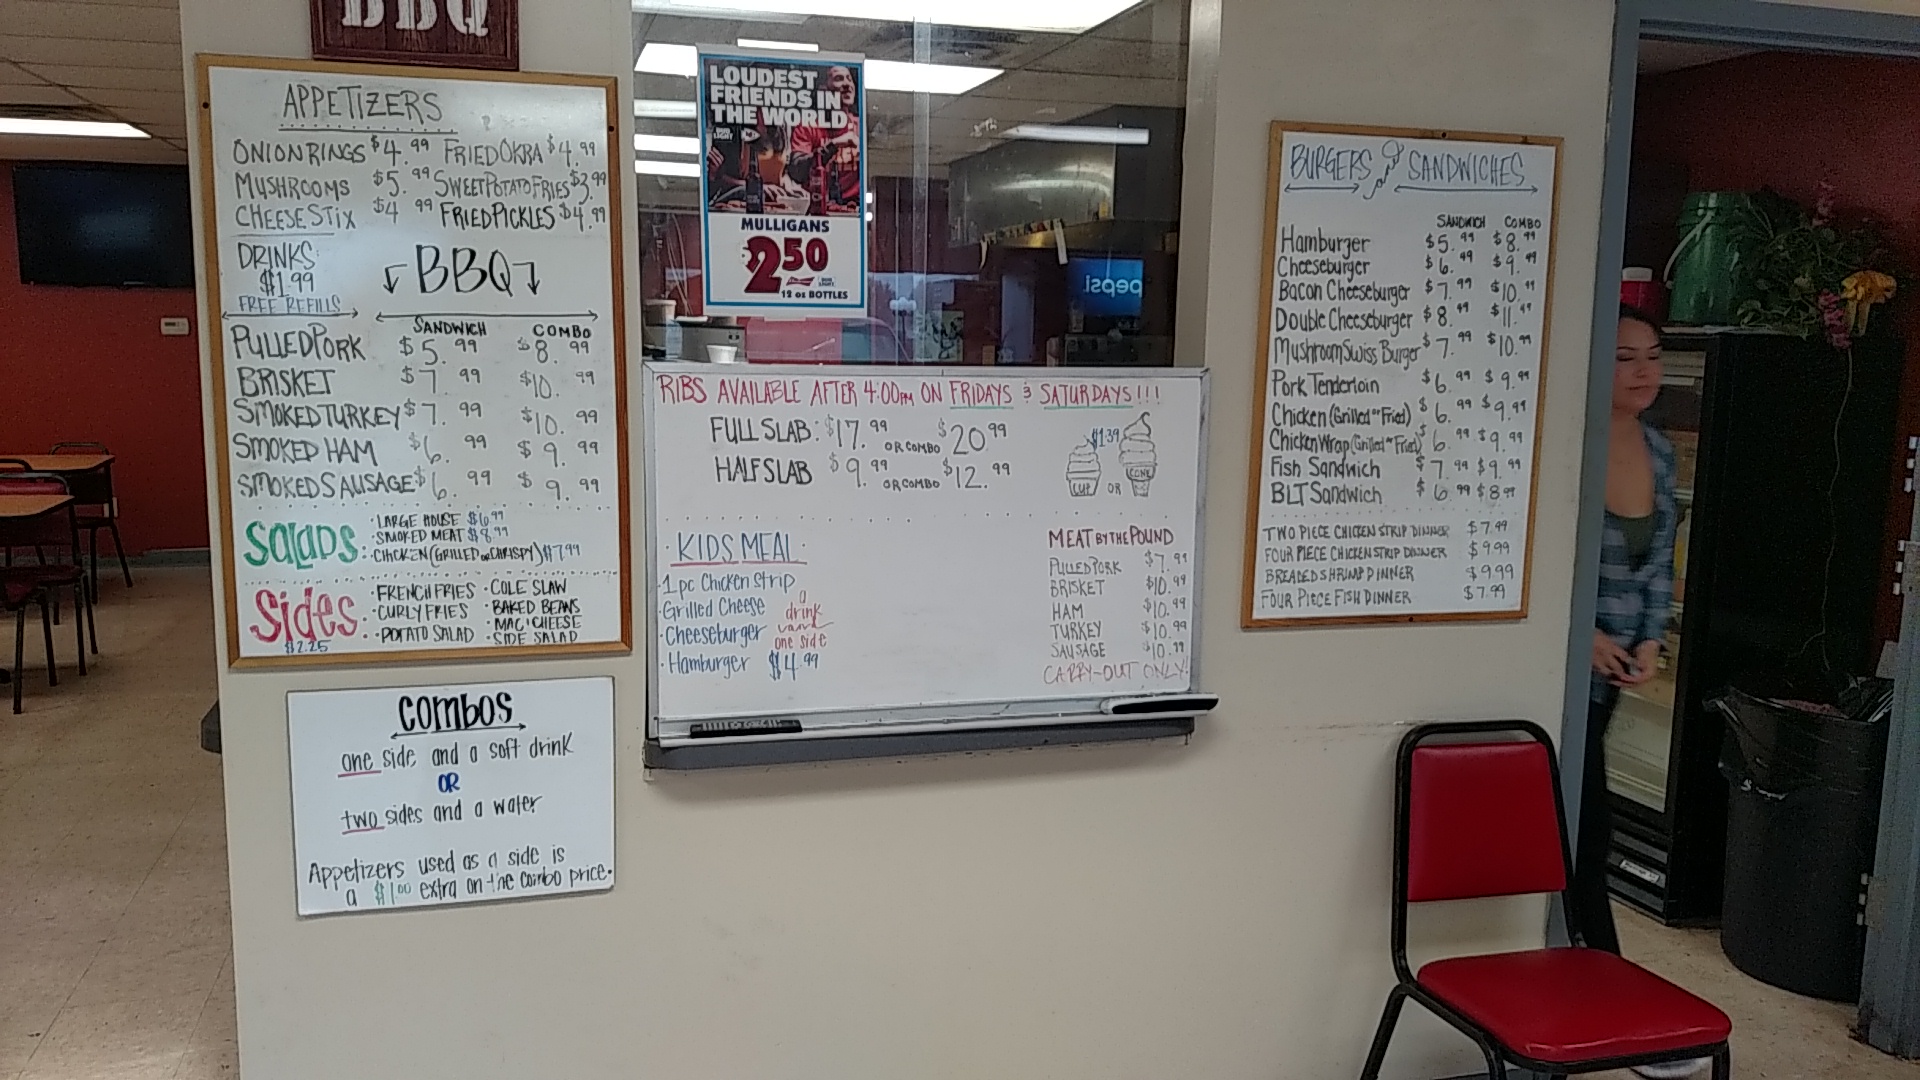 BBQ
APPETIZERS
ONION RINGS $4.99 FRIED OKRA $4.99
MUSHROOMS $5.99 SWEET POTATO FRIES $3.99
CHEESE STIX $4.99 FRIED PICKLES $4.99
DRINKS
$1.99
FREE REFILLS
BBQ
SANDWICH COMBO
PULLED PORK $5.99 $8.99
BRISKET $7.99 $10.99
SMOKED TURKEY $7.99 $10.99
SMOKED HAM $6.99 $9.99
SMOKED SAUSAGE $6.99 $9.99
SALADS
· LARGE HOUSE $6.99
· SMOKED MEAT $8.99
· CHICKEN (GRILLED OR CHRISPY) $7.99
Sides
$2.25
· FRENCH FRIES · COLE SLAW
· CURLY FRIES · BAKED BEANS
· MAC & CHEESE
· POTATO SALAD · SIDE SALAD
COMBOS
one side and a soft drink
OR
two sides and a water
Appetizers used as a side is
a $1.00 extra on the combo price.
LOUDEST
FRIENDS IN
THE WORLD
MULLIGANS
$2.50
12 oz BOTTLES
pepsi
RIBS AVAILABLE AFTER 4:00PM ON FRIDAYS & SATURDAYS!!!
FULL SLAB: $17.99 OR COMBO $20.99
HALF SLAB $9.99 OR COMBO $12.99
$1.39
CUP OR CONE
· KIDS MEAL ·
· 1pc Chicken Strip
· Grilled Cheese
· Cheeseburger
· Hamburger $4.99
a
drink
one side
MEAT BY THE POUND
PULLED PORK $7.99
BRISKET $10.99
HAM $10.99
TURKEY $10.99
SAUSAGE $10.99
CARRY-OUT ONLY!
BURGERS and SANDWICHES
SANDWICH COMBO
Hamburger $5.99 $8.99
Cheeseburger $6.99 $9.99
Bacon Cheeseburger $7.99 $10.99
Double Cheeseburger $8.99 $11.99
Mushroom Swiss Burger $7.99 $10.99
Pork Tenderloin $6.99 $9.99
Chicken (Grilled or Fried) $6.99 $9.99
Chicken Wrap (Grilled or Fried) $6.99 $9.99
Fish Sandwich $7.99 $9.99
BLT Sandwich $6.99 $8.99
TWO PIECE CHICKEN STRIP DINNER $7.99
FOUR PIECE CHICKEN STRIP DINNER $9.99
BREADED SHRIMP DINNER $9.99
FOUR PIECE FISH DINNER $7.99